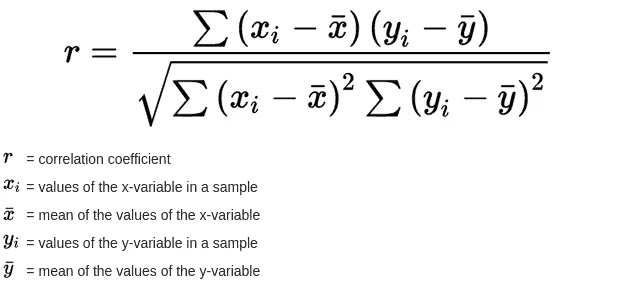 r = ∑(xᵢ − x̄)(yᵢ − ȳ) / √(∑(xᵢ − x̄)² ∑(yᵢ − ȳ)²)
r = correlation coefficient
xᵢ = values of the x-variable in a sample
x̄ = mean of the values of the x-variable
yᵢ = values of the y-variable in a sample
ȳ = mean of the values of the y-variable